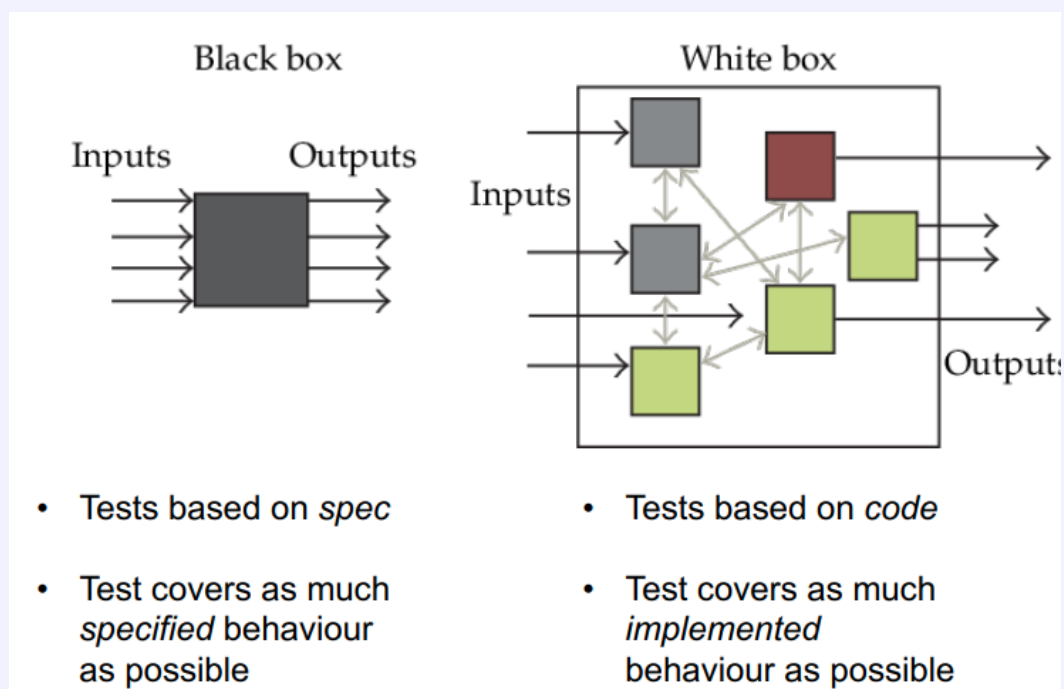 Black box
White box
Inputs
Outputs
Inputs
Outputs
• Tests based on spec
• Test covers as much
specified behaviour
as possible
• Tests based on code
• Test covers as much
implemented
behaviour as possible